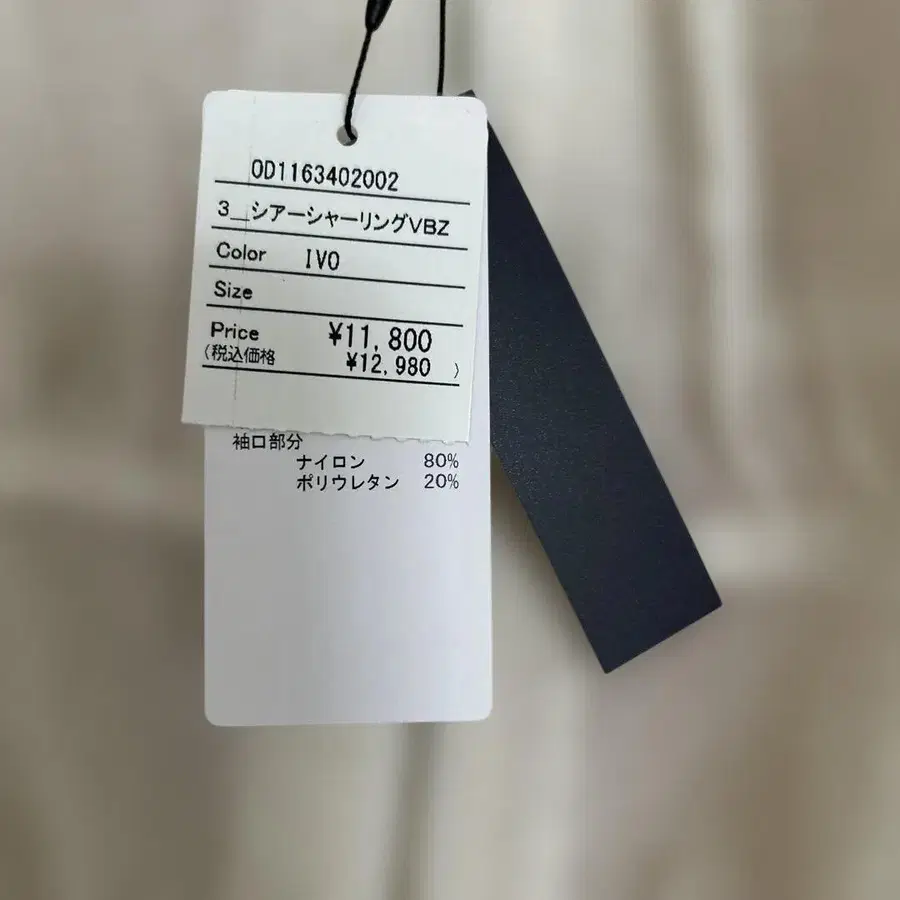 OD1163402002
3＿シアーシャーリングVBZ
Color IVO
Size
Price ¥11,800
(税込価格 ¥12,980 )
袖口部分
ナイロン 80%
ポリウレタン 20%